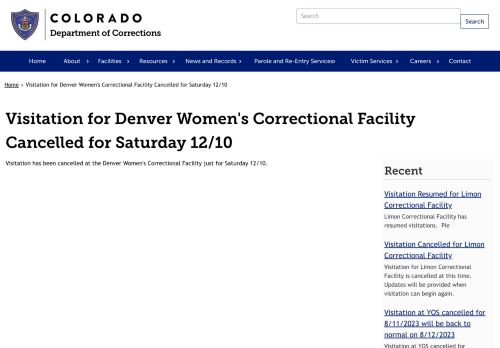 COLORADO
Department of Corrections
Search
Search
Home
About ›
Facilities ›
Resources ›
News and Records ›
Parole and Re-Entry Services ›
Victim Services ›
Careers ›
Contact
Home › Visitation for Denver Women's Correctional Facility Cancelled for Saturday 12/10
Visitation for Denver Women's Correctional Facility
Cancelled for Saturday 12/10
Visitation has been cancelled at the Denver Women's Correctional Facility just for Saturday 12/10.
Recent
Visitation Resumed for Limon
Correctional Facility
Limon Correctional Facility has
resumed visitations.  Ple
Visitation Cancelled for Limon
Correctional Facility
Visitation for Limon Correctional
Facility is cancelled at this time.
Updates will be provided when
visitation can begin again.
Visitation at YOS cancelled for
8/11/2023 will be back to
normal on 8/12/2023
Visitation at YOS cancelled for